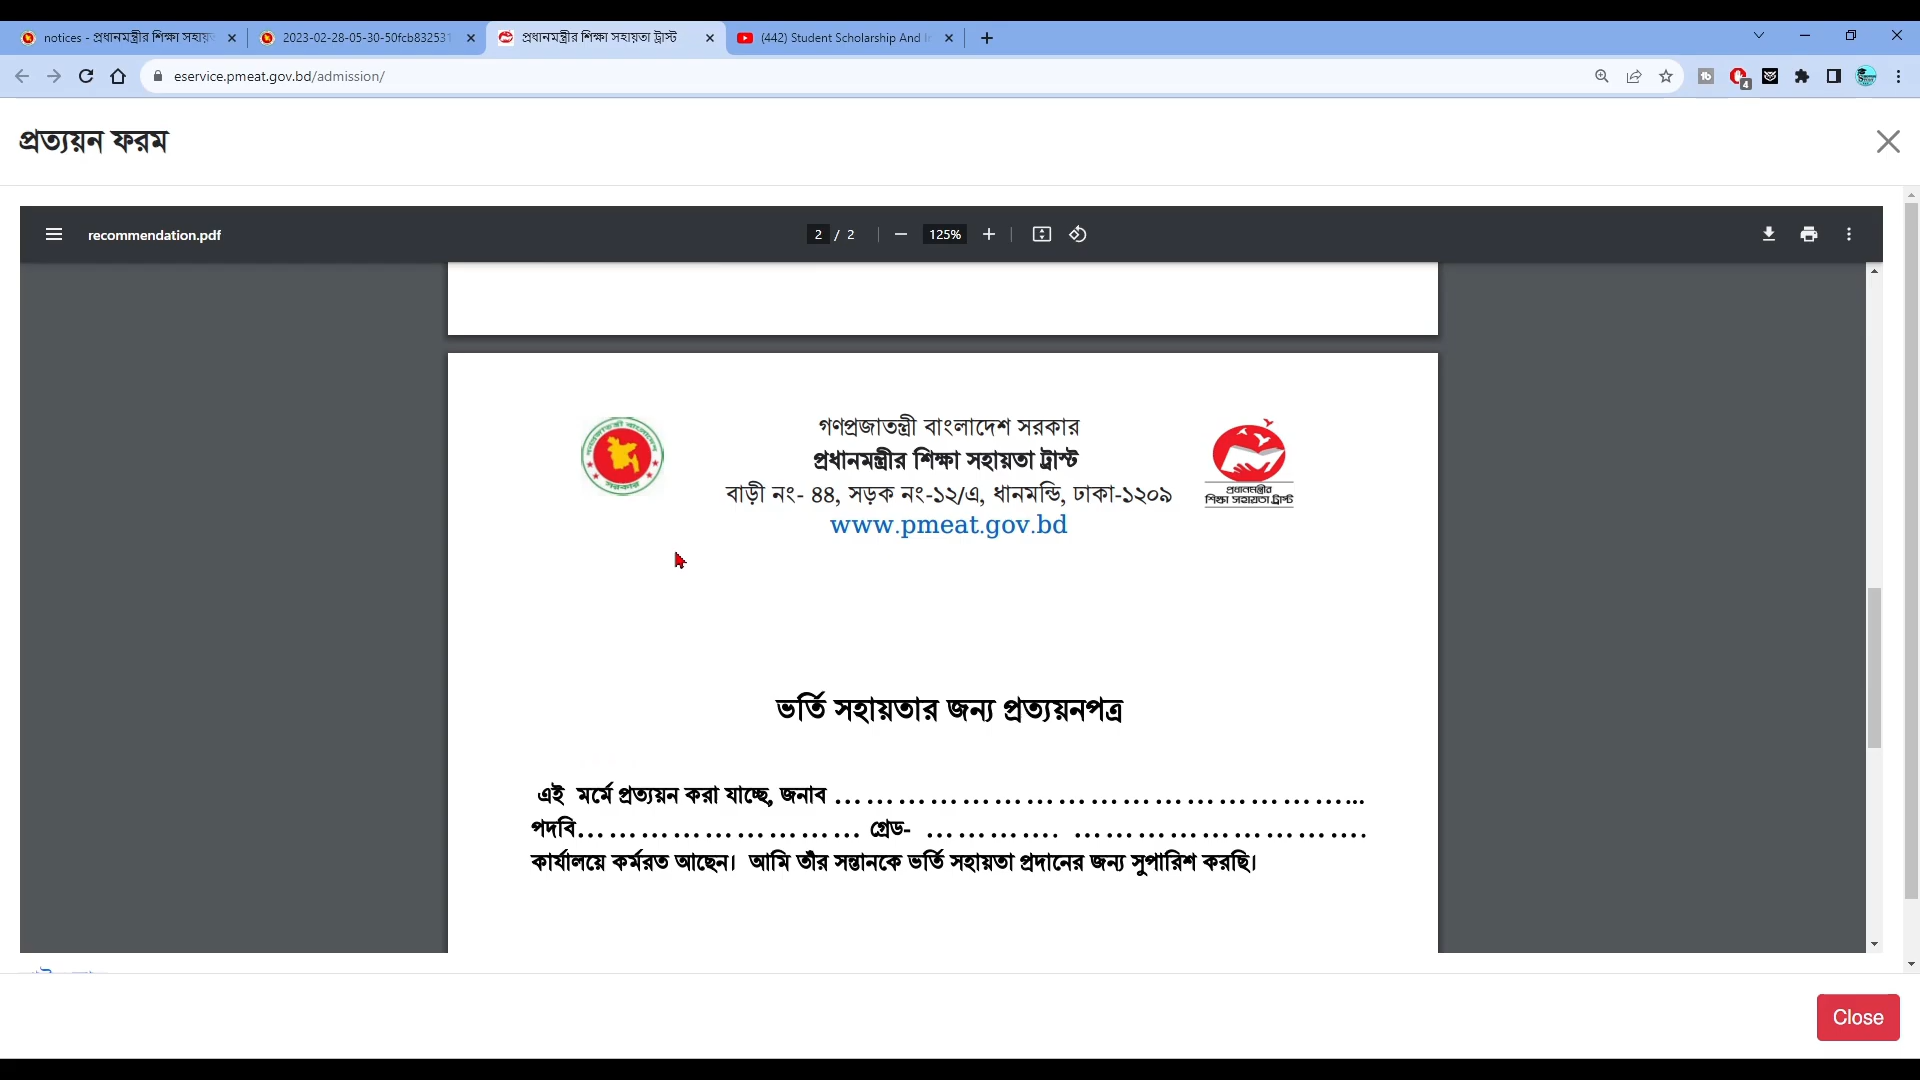 notices - প্রধানমন্ত্রীর শিক্ষা সহায়
2023-02-28-05-30-50fcb832531
প্রধানমন্ত্রীর শিক্ষা সহায়তা ট্রাস্ট
(442) Student Scholarship And I
eservice.pmeat.gov.bd/admission/
4
প্রত্যয়ন ফরম
recommendation.pdf
2 / 2
125%
গণপ্রজাতন্ত্রী বাংলাদেশ সরকার
প্রধানমন্ত্রীর শিক্ষা সহায়তা ট্রাস্ট
বাড়ী নং- ৪৪, সড়ক নং-১২/এ, ধানমন্ডি, ঢাকা-১২০৯
www.pmeat.gov.bd
প্রধানমন্ত্রীর
শিক্ষা সহায়তা ট্রাস্ট
ভর্তি সহায়তার জন্য প্রত্যয়নপত্র
এই মর্মে প্রত্যয়ন করা যাচ্ছে, জনাব ……………………………………………...
পদবি……………………… গ্রেড- …………. ……………………….
কার্যালয়ে কর্মরত আছেন। আমি তাঁর সন্তানকে ভর্তি সহায়তা প্রদানের জন্য সুপারিশ করছি।
Close